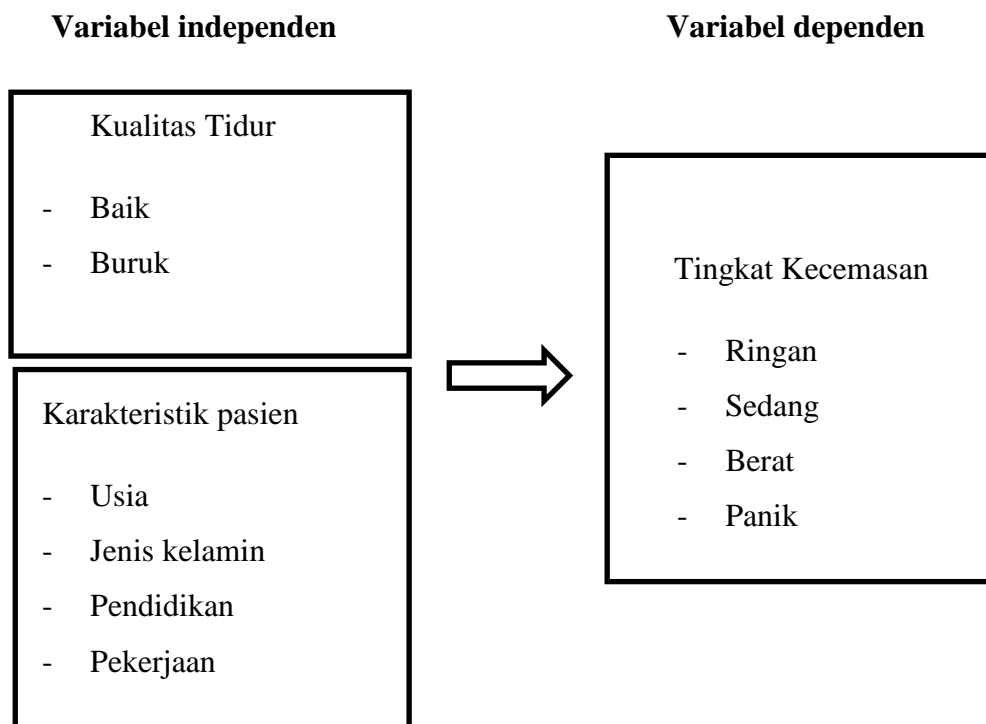 Variabel independen
Variabel dependen
Kualitas Tidur
- Baik
- Buruk
Karakteristik pasien
- Usia
- Jenis kelamin
- Pendidikan
- Pekerjaan
Tingkat Kecemasan
- Ringan
- Sedang
- Berat
- Panik